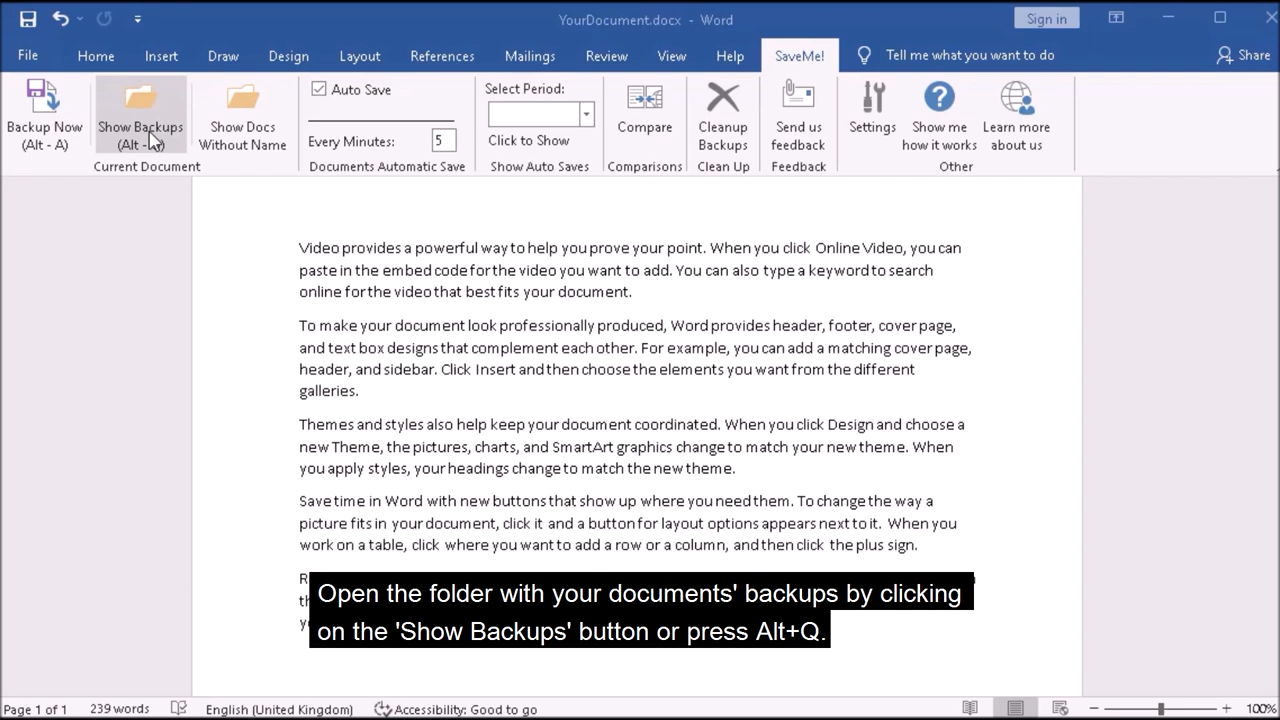 YourDocument.docx - Word
Sign in
File Home Insert Draw Design Layout References Mailings Review View Help SaveMe! Tell me what you want to do Share
Backup Now
(Alt - A)
Show Backups
(Alt -
Show Docs
Without Name
Current Document
Auto Save
Every Minutes: 5
Documents Automatic Save
Select Period:
Click to Show
Show Auto Saves
Compare
Comparisons
Cleanup
Backups
Clean Up
Send us
feedback
Feedback
Settings
Show me
how it works
Learn more
about us
Other
Video provides a powerful way to help you prove your point. When you click Online Video, you can
paste in the embed code for the video you want to add. You can also type a keyword to search
online for the video that best fits your document.
To make your document look professionally produced, Word provides header, footer, cover page,
and text box designs that complement each other. For example, you can add a matching cover page,
header, and sidebar. Click Insert and then choose the elements you want from the different
galleries.
Themes and styles also help keep your document coordinated. When you click Design and choose a
new Theme, the pictures, charts, and SmartArt graphics change to match your new theme. When
you apply styles, your headings change to match the new theme.
Save time in Word with new buttons that show up where you need them. To change the way a
picture fits in your document, click it and a button for layout options appears next to it. When you
work on a table, click where you want to add a row or a column, and then click the plus sign.
Open the folder with your documents' backups by clicking
on the 'Show Backups' button or press Alt+Q.
Page 1 of 1 239 words English (United Kingdom) Accessibility: Good to go 100%